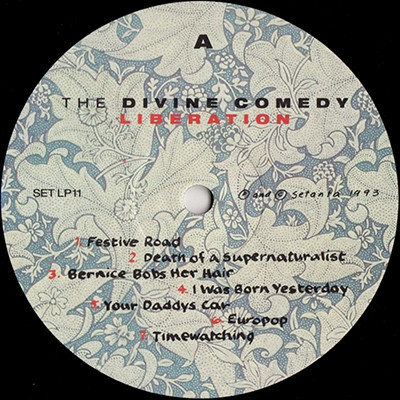 A
THE DIVINE COMEDY
LIBERATION
SET LP11
Ⓟ and © Setanta 1993
1. Festive Road
2. Death of a Supernaturalist
3. Bernice Bobs Her Hair
4. I Was Born Yesterday
5. Your Daddys Car
6. Europop
7. Timewatching